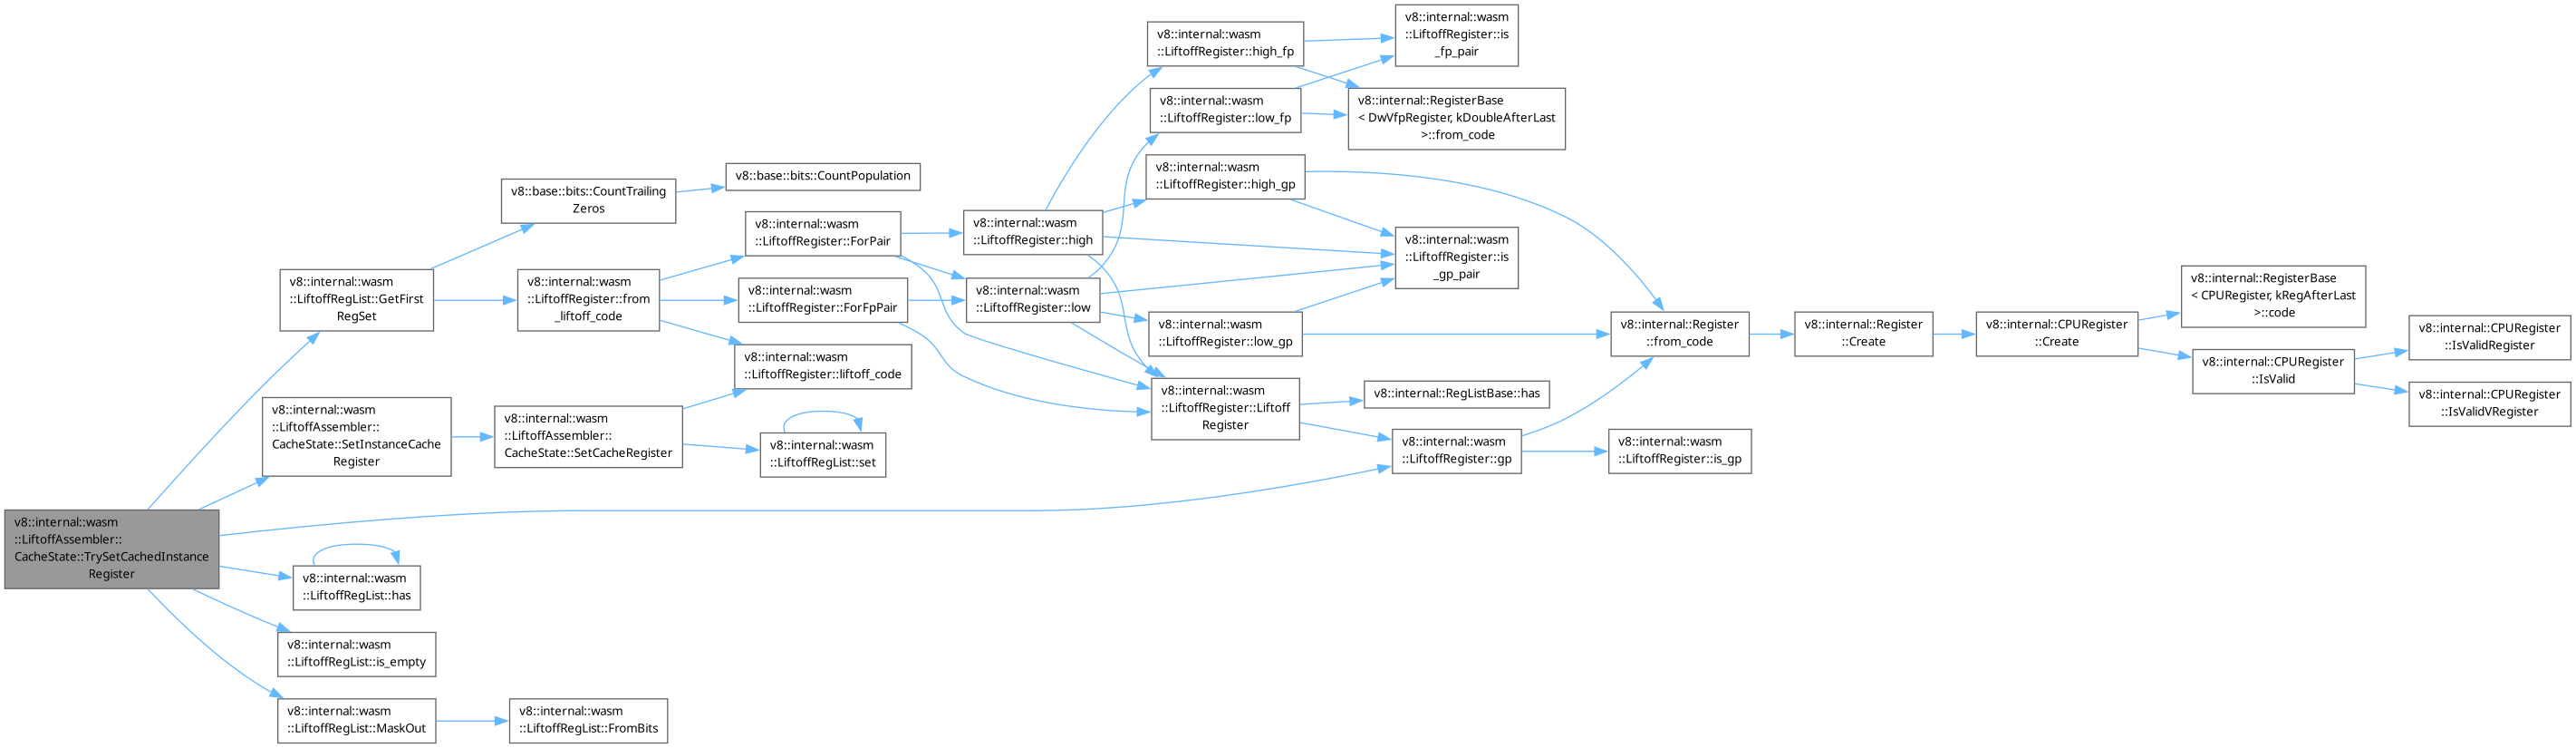 v8::internal::wasm
::LiftoffAssembler::
CacheState::TrySetCachedInstance
Register
v8::internal::wasm
::LiftoffRegList::GetFirst
RegSet
v8::base::bits::CountTrailing
Zeros
v8::base::bits::CountPopulation
v8::internal::wasm
::LiftoffRegister::from
_liftoff_code
v8::internal::wasm
::LiftoffRegister::ForPair
v8::internal::wasm
::LiftoffRegister::high
v8::internal::wasm
::LiftoffRegister::high_fp
v8::internal::wasm
::LiftoffRegister::is
_fp_pair
v8::internal::RegisterBase
< DwVfpRegister, kDoubleAfterLast
>::from_code
v8::internal::wasm
::LiftoffRegister::low_fp
v8::internal::wasm
::LiftoffRegister::high_gp
v8::internal::wasm
::LiftoffRegister::is
_gp_pair
v8::internal::wasm
::LiftoffRegister::ForFpPair
v8::internal::wasm
::LiftoffRegister::low
v8::internal::wasm
::LiftoffRegister::low_gp
v8::internal::Register
::from_code
v8::internal::Register
::Create
v8::internal::CPURegister
::Create
v8::internal::RegisterBase
< CPURegister, kRegAfterLast
>::code
v8::internal::CPURegister
::IsValid
v8::internal::CPURegister
::IsValidRegister
v8::internal::CPURegister
::IsValidVRegister
v8::internal::wasm
::LiftoffRegister::liftoff_code
v8::internal::wasm
::LiftoffRegister::Liftoff
Register
v8::internal::RegListBase::has
v8::internal::wasm
::LiftoffRegister::gp
v8::internal::wasm
::LiftoffRegister::is_gp
v8::internal::wasm
::LiftoffAssembler::
CacheState::SetInstanceCache
Register
v8::internal::wasm
::LiftoffAssembler::
CacheState::SetCacheRegister
v8::internal::wasm
::LiftoffRegList::set
v8::internal::wasm
::LiftoffRegList::has
v8::internal::wasm
::LiftoffRegList::is_empty
v8::internal::wasm
::LiftoffRegList::MaskOut
v8::internal::wasm
::LiftoffRegList::FromBits